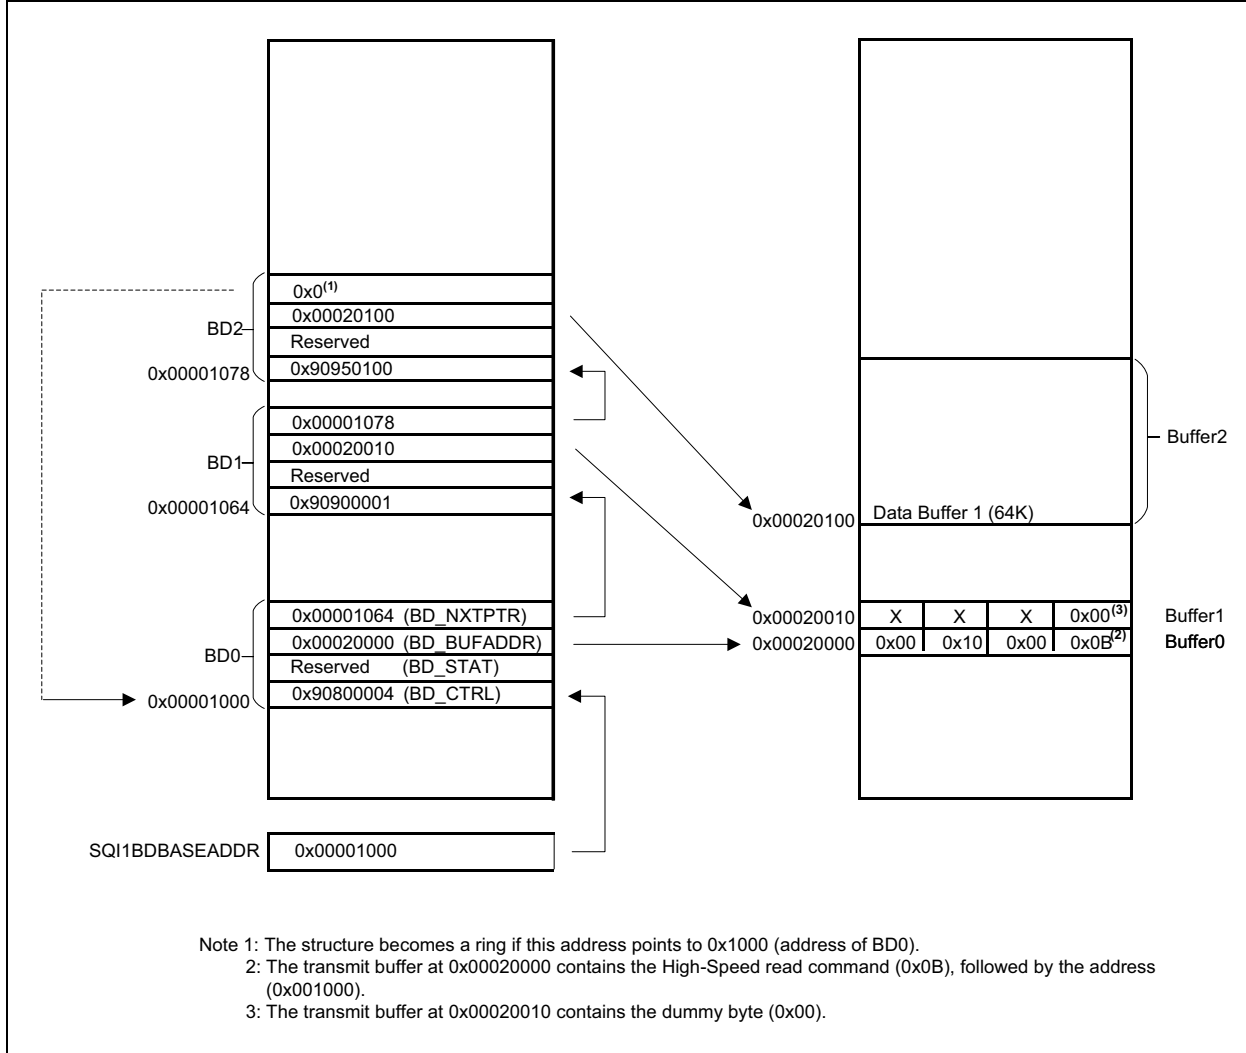 0x0(1)
0x00020100
BD2
Reserved
0x00001078
0x90950100
0x00001078
Buffer2
0x00020010
BD1
Reserved
0x00001064
0x90900001
0x00020100
Data Buffer 1 (64K)
0x00001064 (BD_NXTPTR)
0x00020010
X X X 0x00(3)
Buffer1
0x00020000 (BD_BUFADDR)
0x00020000
0x00 0x10 0x00 0x0B(2)
Buffer0
BD0
Reserved (BD_STAT)
0x00001000
0x90800004 (BD_CTRL)
SQI1BDBASEADDR
0x00001000
Note 1: The structure becomes a ring if this address points to 0x1000 (address of BD0).
2: The transmit buffer at 0x00020000 contains the High-Speed read command (0x0B), followed by the address
(0x001000).
3: The transmit buffer at 0x00020010 contains the dummy byte (0x00).